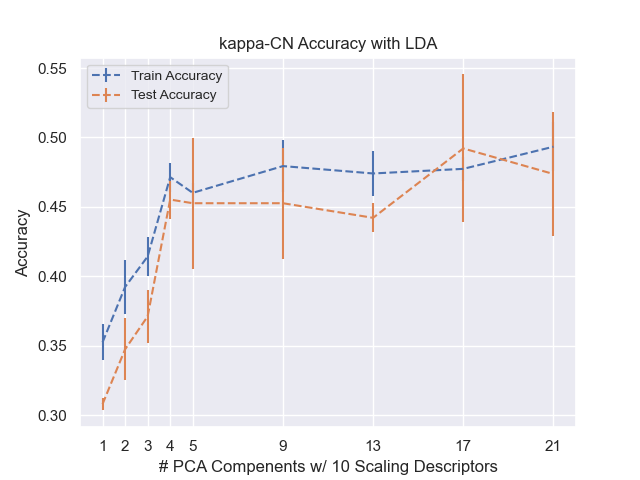 kappa-CN Accuracy with LDA
Train Accuracy
Test Accuracy
0.55
0.50
0.45
0.40
0.35
0.30
Accuracy
1 2 3 4 5 9 13 17 21
# PCA Compenents w/ 10 Scaling Descriptors